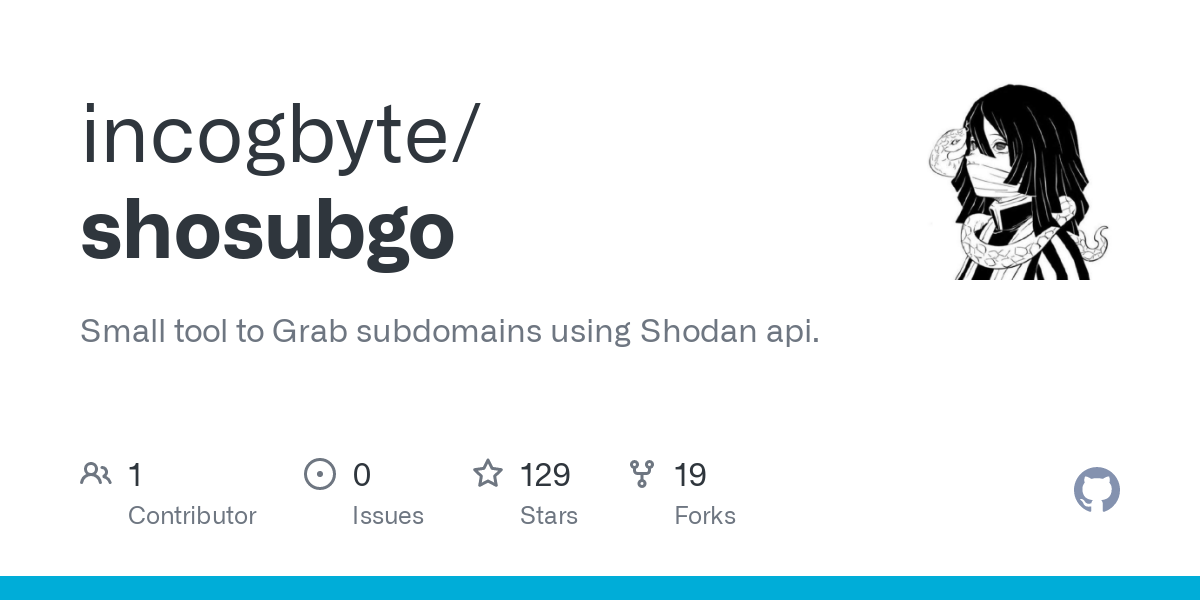 incogbyte/
shosubgo
Small tool to Grab subdomains using Shodan api.
1
Contributor
0
Issues
129
Stars
19
Forks